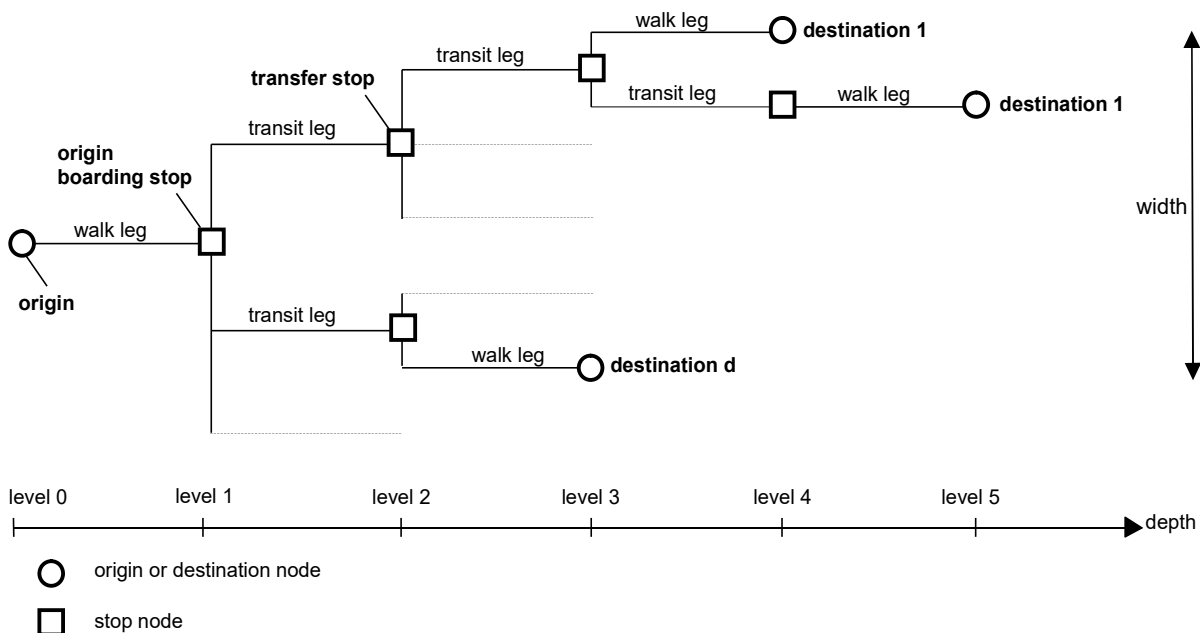 walk leg
destination 1
transit leg
transfer stop
transit leg
walk leg
destination 1
transit leg
origin
boarding stop
width
walk leg
origin
transit leg
walk leg
destination d
level 0
level 1
level 2
level 3
level 4
level 5
depth
origin or destination node
stop node